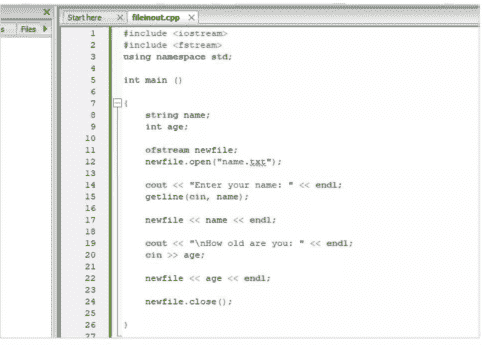 Start here fileinout.cpp
s Files
1 #include <iostream>
2 #include <fstream>
3 using namespace std;
4
5 int main ()
6
7 {
8 string name;
9 int age;
10
11 ofstream newfile;
12 newfile.open("name.txt");
13
14 cout << "Enter your name: " << endl;
15 getline(cin, name);
16
17 newfile << name << endl;
18
19 cout << "\nHow old are you: " << endl;
20 cin >> age;
21
22 newfile << age << endl;
23
24 newfile.close();
25
26 }
27